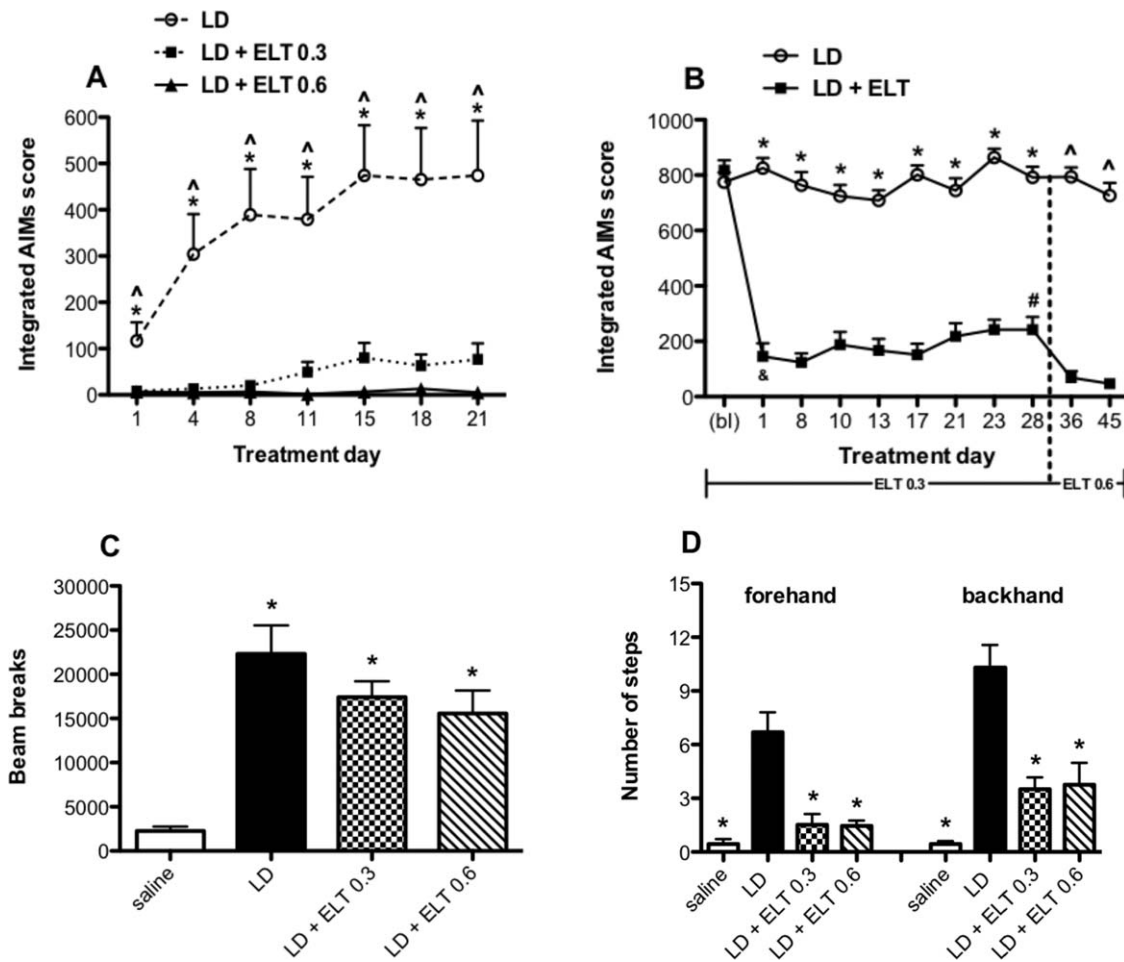 LD
LD + ELT 0.3
LD + ELT 0.6
A
Integrated AIMs score
600
500
400
300
200
100
0
^ ^ ^ ^ ^ ^ ^
* * * * * * *
1 4 8 11 15 18 21
Treatment day
B
LD
LD + ELT
Integrated AIMs score
1000
800
600
400
200
0
* * * * * * * * ^ ^
#
&
(bl) 1 8 10 13 17 21 23 28 36 45
Treatment day
ELT 0.3 ELT 0.6
C
Beam breaks
30000
25000
20000
15000
10000
5000
0
* * *
saline LD LD + ELT 0.3 LD + ELT 0.6
D
Number of steps
15
12
9
6
3
0
forehand backhand
* * * * * *
saline LD LD + ELT 0.3 LD + ELT 0.6 saline LD LD + ELT 0.3 LD + ELT 0.6